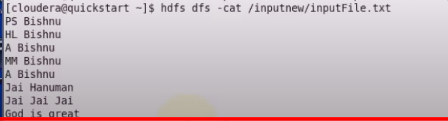 [cloudera@quickstart ~]$ hdfs dfs -cat /inputnew/inputFile.txt
PS Bishnu
HL Bishnu
A Bishnu
MM Bishnu
A Bishnu
Jai Hanuman
Jai Jai Jai
God is great